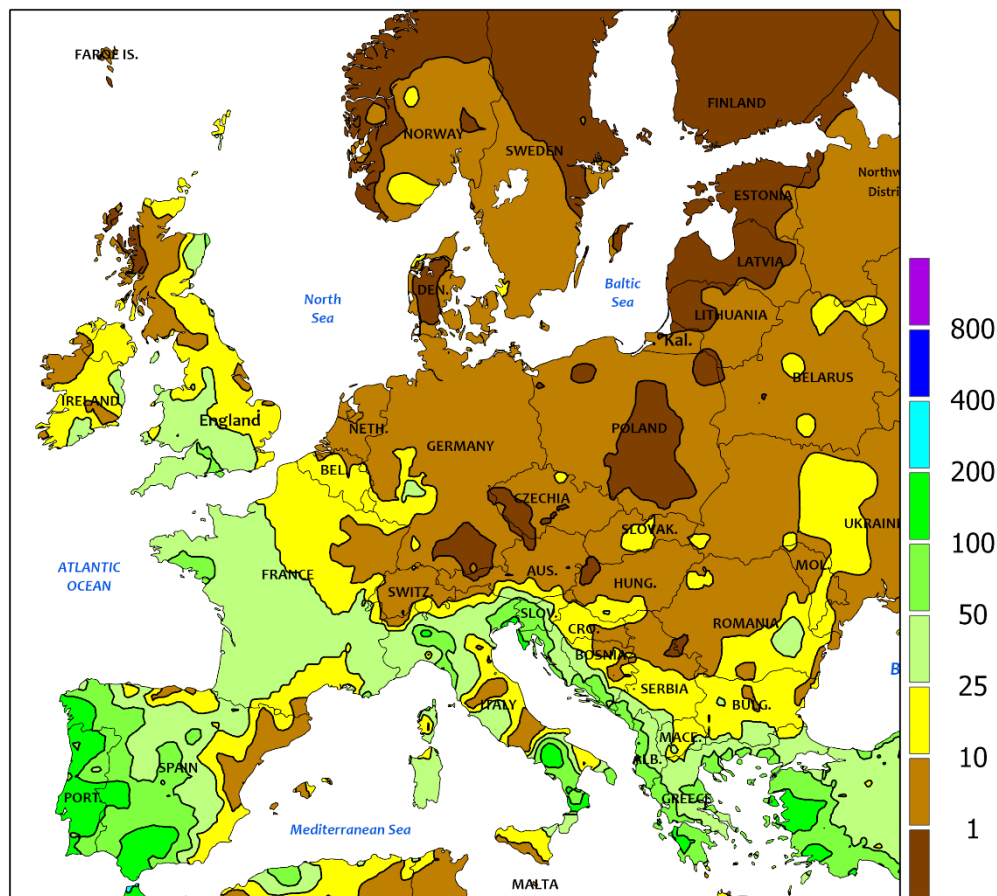 FAROE IS.
FINLAND
NORWAY
SWEDEN
Northw
Distri
ESTONIA
LATVIA
North
Sea
Baltic
Sea
DEN.
LITHUANIA
Kal.
800
BELARUS
IRELAND
England
400
NETH.
POLAND
GERMANY
BEL.
200
CZECHIA
SLOVAK.
UKRAINE
100
ATLANTIC
OCEAN
FRANCE
AUS.
MOL.
HUNG.
SWITZ.
SLOV.
50
CRO.
ROMANIA
BOSNIA
B
SERBIA
25
ITALY
BULG.
MACE.
SPAIN
ALB.
10
PORT.
GREECE
Mediterranean Sea
1
MALTA